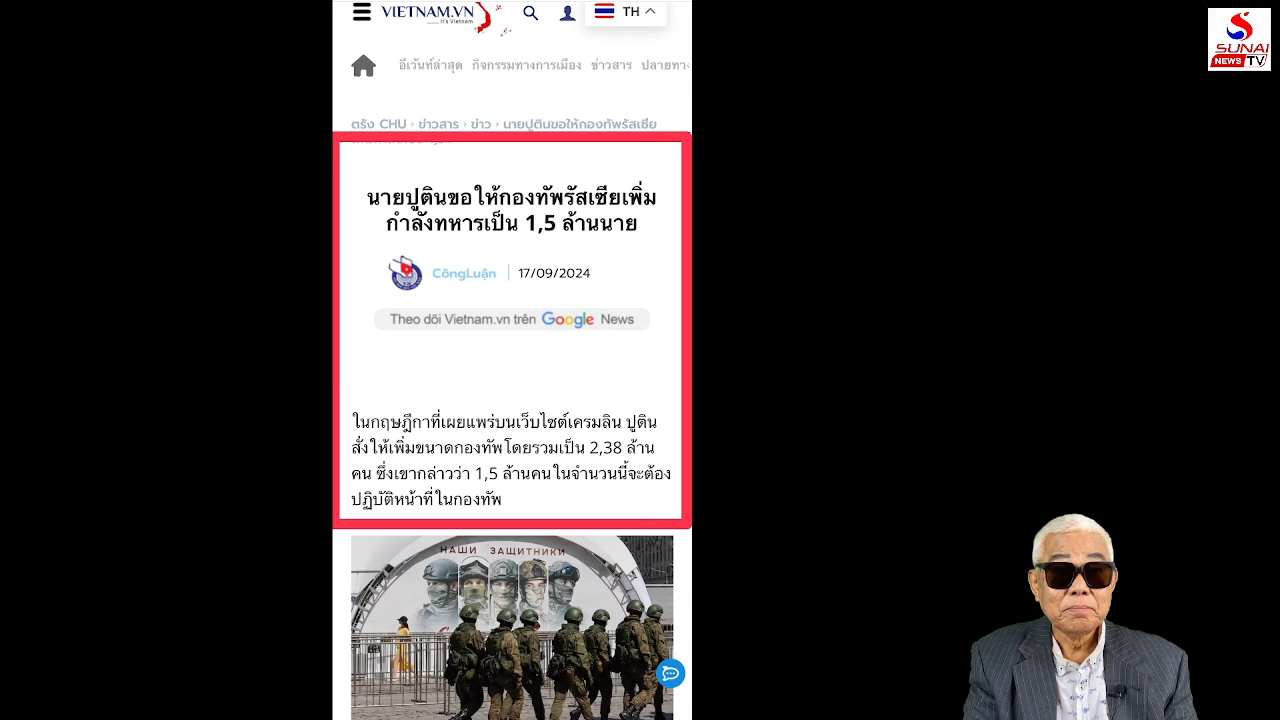 VIETNAM.VN
It's Vietnam
TH
SUNAI
NEWS TV
อีเว้นท์ล่าสุด กิจกรรมทางการเมือง ข่าวสาร ปลายทาง
ตรัง CHU › ข่าวสาร › ข่าว › นายปูตินขอให้กองทัพรัสเซีย
นายปูตินขอให้กองทัพรัสเซียเพิ่ม
กำลังทหารเป็น 1,5 ล้านนาย
CôngLuận 17/09/2024
Theo dõi Vietnam.vn trên Google News
ในกฤษฎีกาที่เผยแพร่บนเว็บไซต์เครมลิน ปูติน
สั่งให้เพิ่มขนาดกองทัพโดยรวมเป็น 2,38 ล้าน
คน ซึ่งเขากล่าวว่า 1,5 ล้านคนในจำนวนนี้จะต้อง
ปฏิบัติหน้าที่ในกองทัพ
НАШИ ЗАЩИТНИКИ